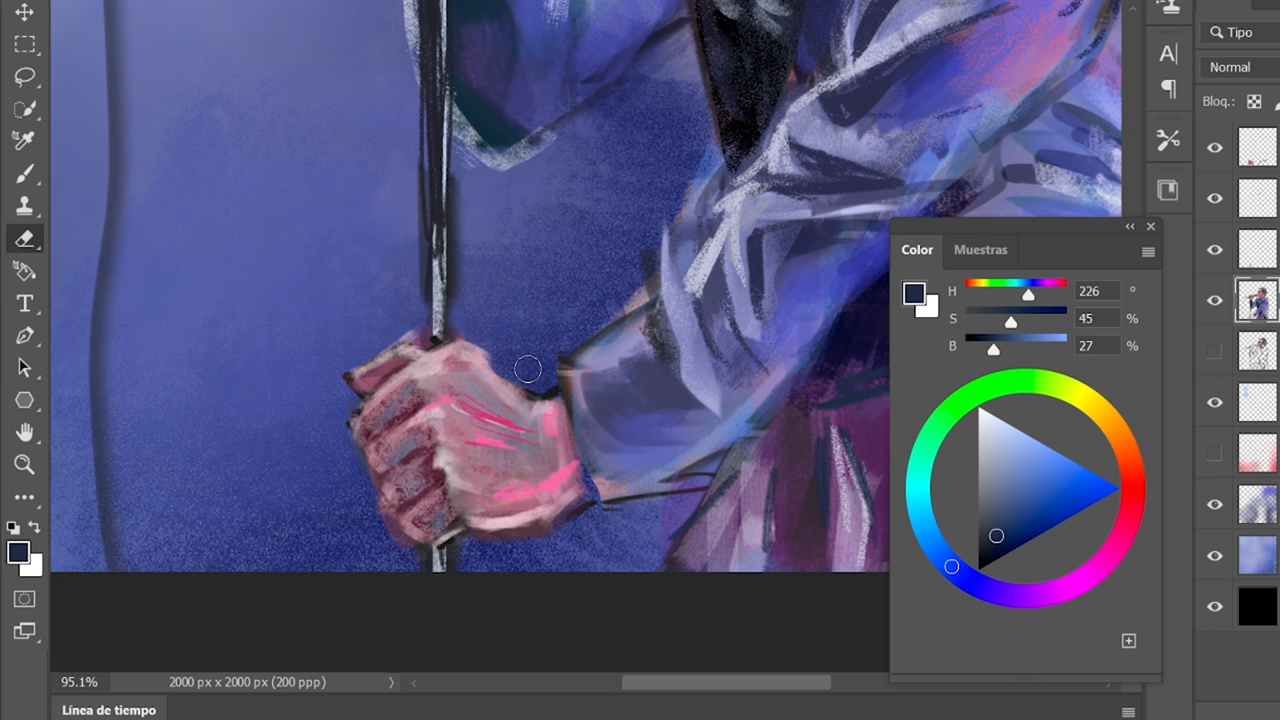 Tipo
Normal
Bloq.:
Color
Muestras
H 226 °
S 45 %
B 27 %
95.1%
2000 px x 2000 px (200 ppp)
Línea de tiempo